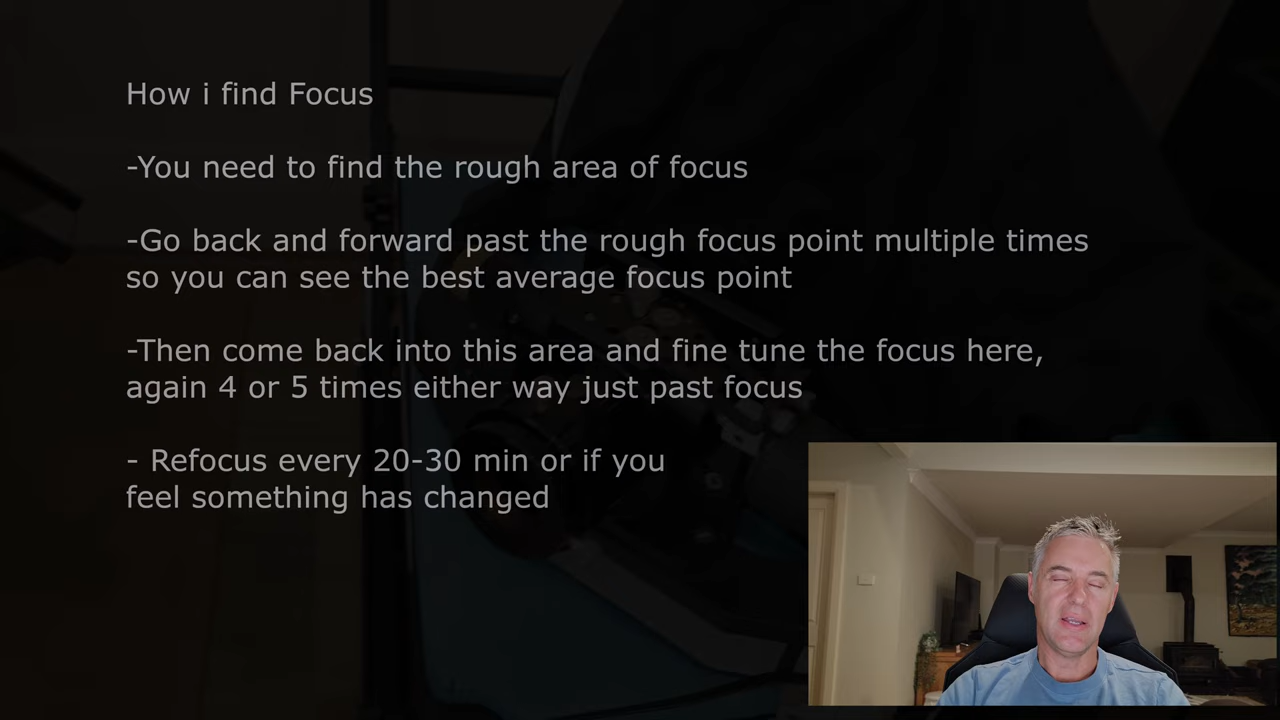 How i find Focus
-You need to find the rough area of focus
-Go back and forward past the rough focus point multiple times
so you can see the best average focus point
-Then come back into this area and fine tune the focus here,
again 4 or 5 times either way just past focus
- Refocus every 20-30 min or if you
feel something has changed